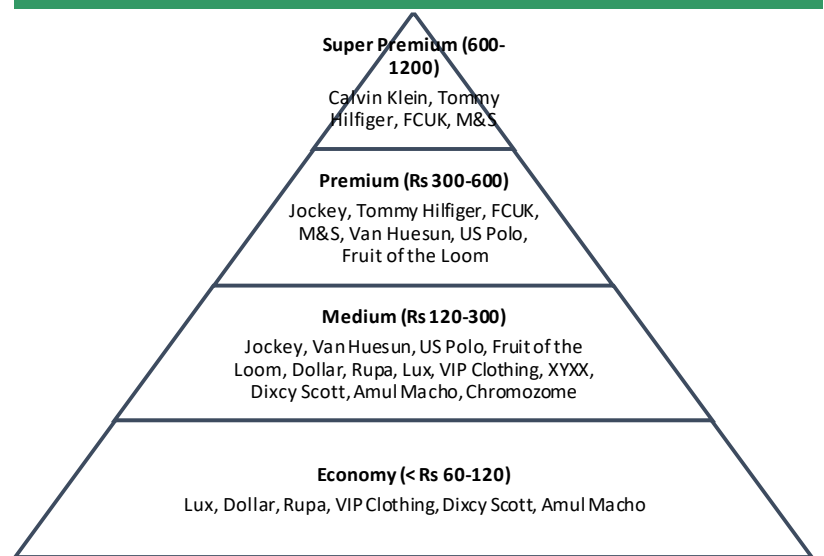 Super Premium (600-
1200)
Calvin Klein, Tommy
Hilfiger, FCUK, M&S
Premium (Rs 300-600)
Jockey, Tommy Hilfiger, FCUK,
M&S, Van Huesun, US Polo,
Fruit of the Loom
Medium (Rs 120-300)
Jockey, Van Huesun, US Polo, Fruit of the
Loom, Dollar, Rupa, Lux, VIP Clothing, XYXX,
Dixcy Scott, Amul Macho, Chromozome
Economy (< Rs 60-120)
Lux, Dollar, Rupa, VIP Clothing, Dixcy Scott, Amul Macho